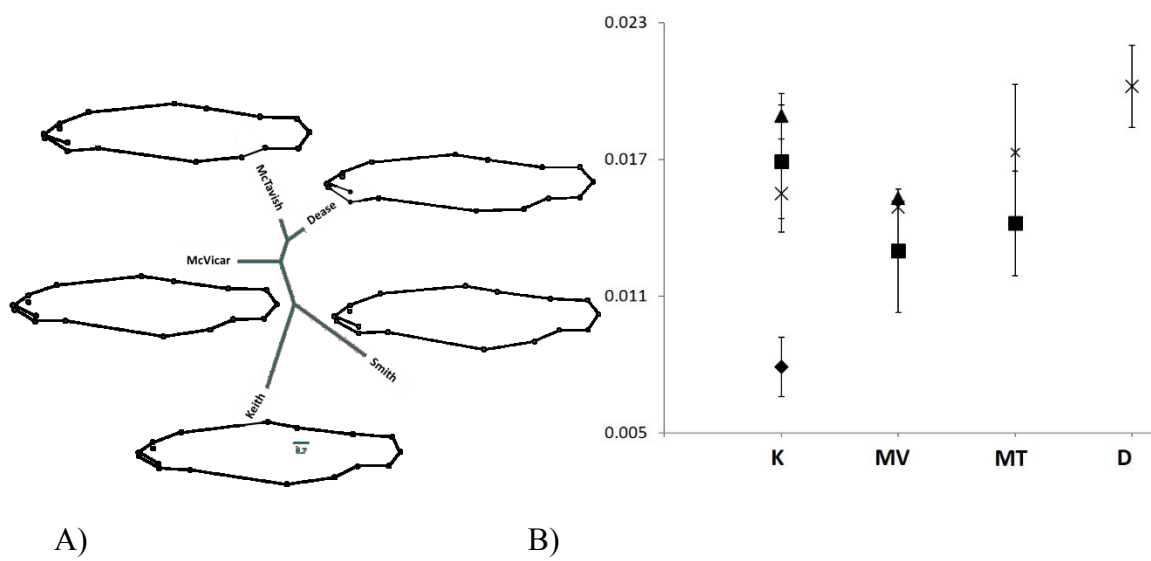 McTavish
Dease
McVicar
Smith
Keith
0.023
0.017
0.011
0.005
K MV MT D
A) B)